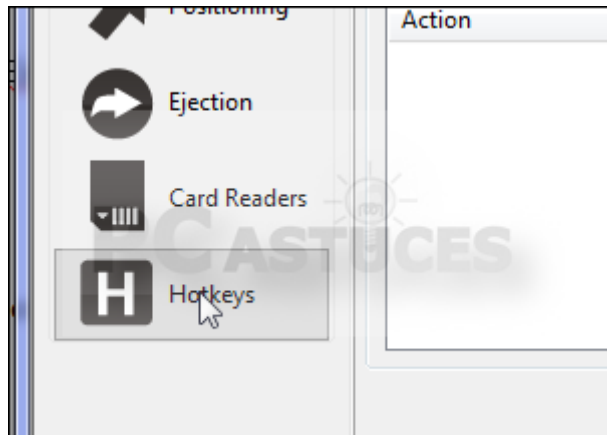 Positioning
Action
Ejection
Card Readers
PC ASTUCES
H Hotkeys